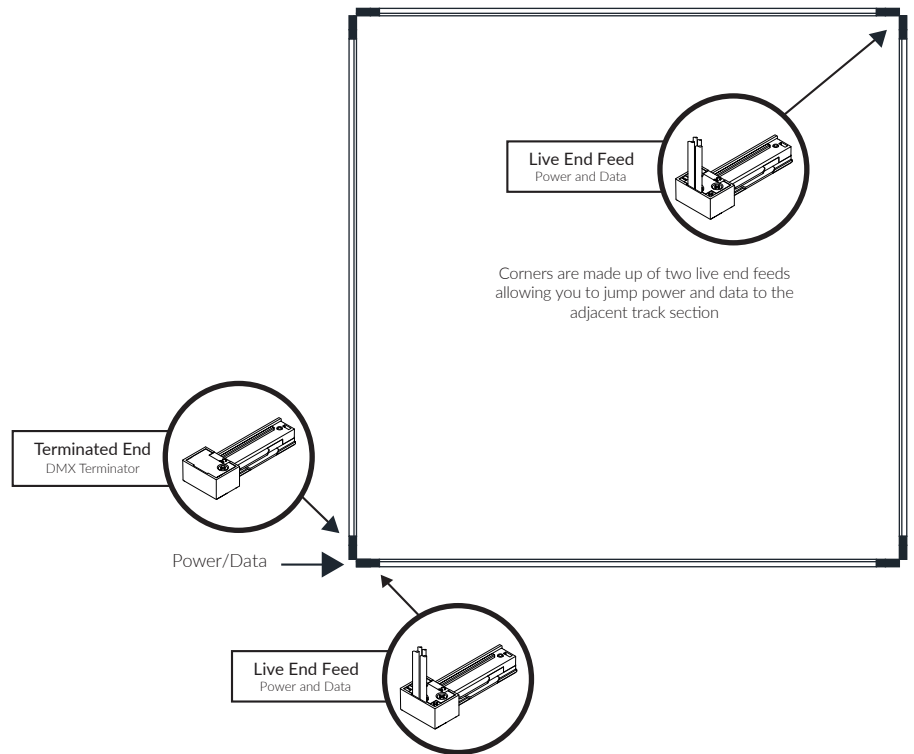 Live End Feed
Power and Data
Corners are made up of two live end feeds
allowing you to jump power and data to the
adjacent track section
Terminated End
DMX Terminator
Power/Data
Live End Feed
Power and Data